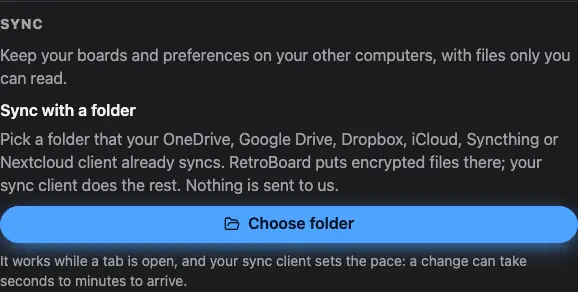 SYNC
Keep your boards and preferences on your other computers, with files only you
can read.
Sync with a folder
Pick a folder that your OneDrive, Google Drive, Dropbox, iCloud, Syncthing or
Nextcloud client already syncs. RetroBoard puts encrypted files there; your
sync client does the rest. Nothing is sent to us.
Choose folder
It works while a tab is open, and your sync client sets the pace: a change can take
seconds to minutes to arrive.